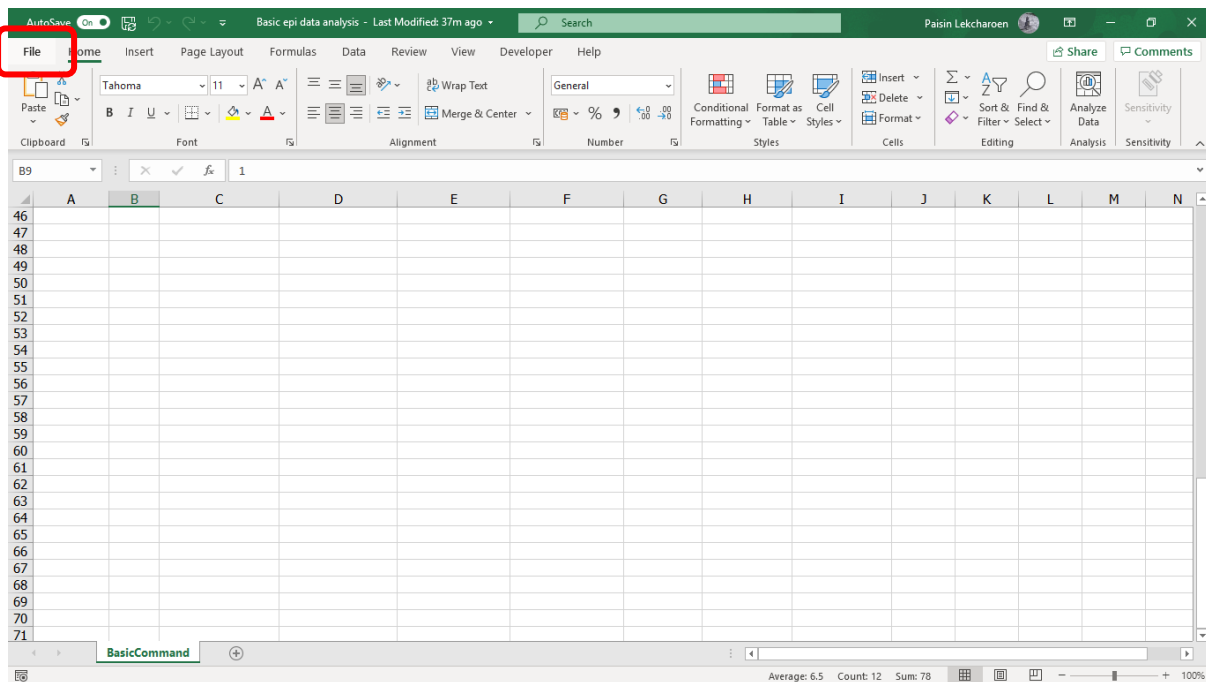 AutoSave On Basic epi data analysis - Last Modified: 37m ago Search Paisin Lekcharoen
File Home Insert Page Layout Formulas Data Review View Developer Help Share Comments
Tahoma 11 A^ A˅ Wrap Text General Insert
Paste B I U A Merge & Center % 9 Conditional Formatting Format as Table Cell Styles Delete Format Sort & Filter Find & Select Analyze Data Sensitivity
Clipboard Font Alignment Number Styles Cells Editing Analysis Sensitivity
B9 fx 1
A B C D E F G H I J K L M N
46
47
48
49
50
51
52
53
54
55
56
57
58
59
60
61
62
63
64
65
66
67
68
69
70
71
BasicCommand
Average: 6.5 Count: 12 Sum: 78 100%